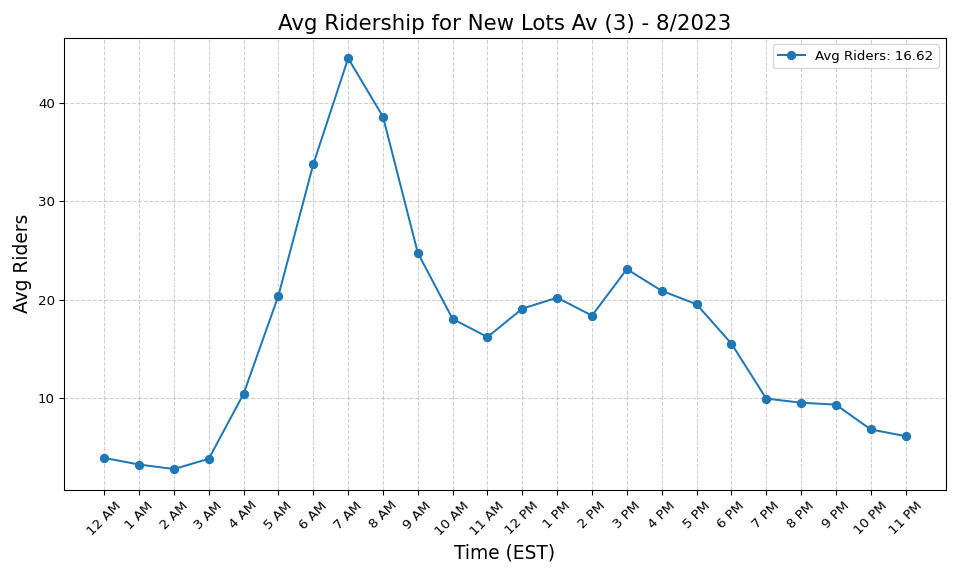 Avg Ridership for New Lots Av (3) - 8/2023
Avg Riders: 16.62
Avg Riders
40
30
20
10
12 AM
1 AM
2 AM
3 AM
4 AM
5 AM
6 AM
7 AM
8 AM
9 AM
10 AM
11 AM
12 PM
1 PM
2 PM
3 PM
4 PM
5 PM
6 PM
7 PM
8 PM
9 PM
10 PM
11 PM
Time (EST)